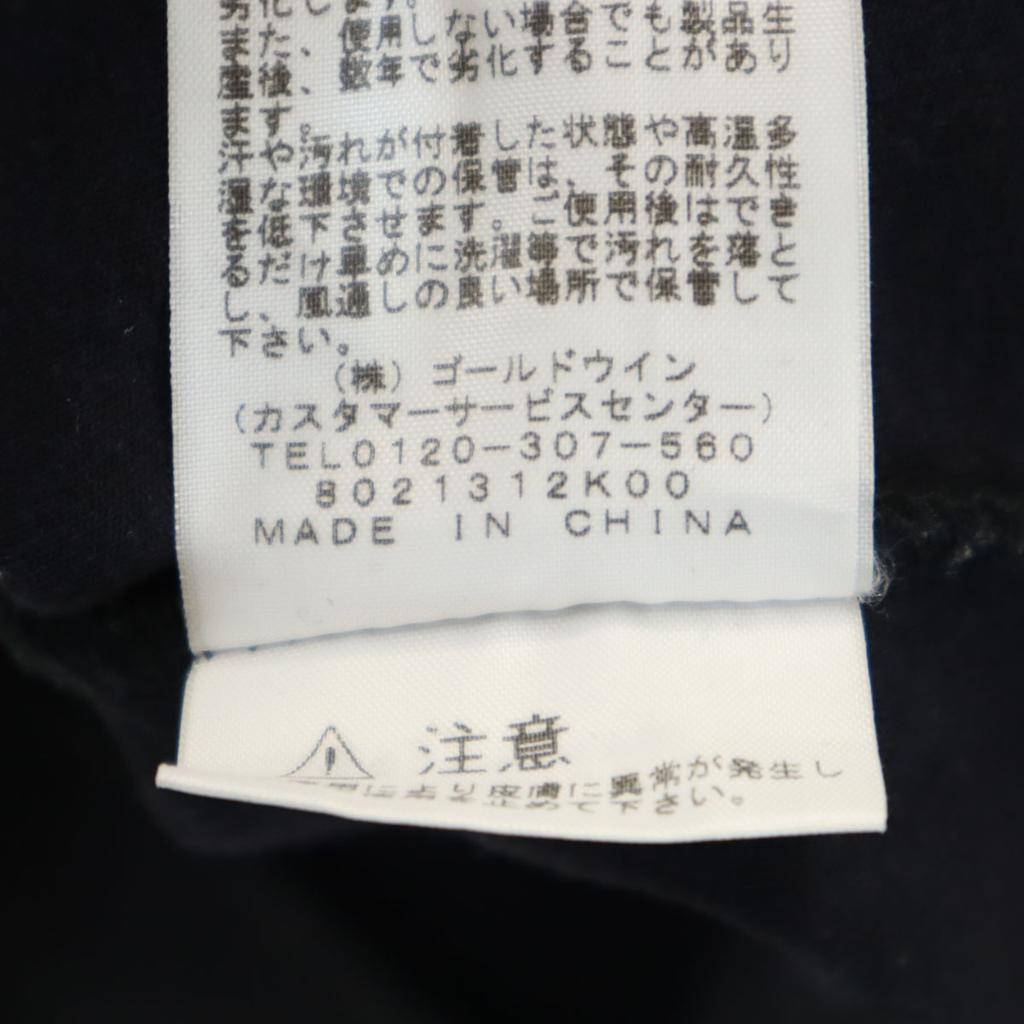 ま た 、 使 用 し な い 場 合 で も 製 品 生
産 後 、 数 年 で 劣 化 す る こ と が あ り
ま す。
汗 や 汚 れ が 付 着 し た 状 態 や 高 温 多
湿 な 環 境 で の 保 管 は、 そ の 耐 久 性
を 低 下 さ せ ま す。 ご 使 用 後 は で き
る だ け 単 め に 洗 濯 等 で 汚 れ を 落 と
し、 風 通 し の 良 い 場 所 で 保 管 し て
下さい。
(株) ゴールドウイン
(カスタマーサービスセンター)
TEL0120-307-560
8021312K00
MADE IN CHINA
注意
皮膚に異常が発生し
止めて下さい。